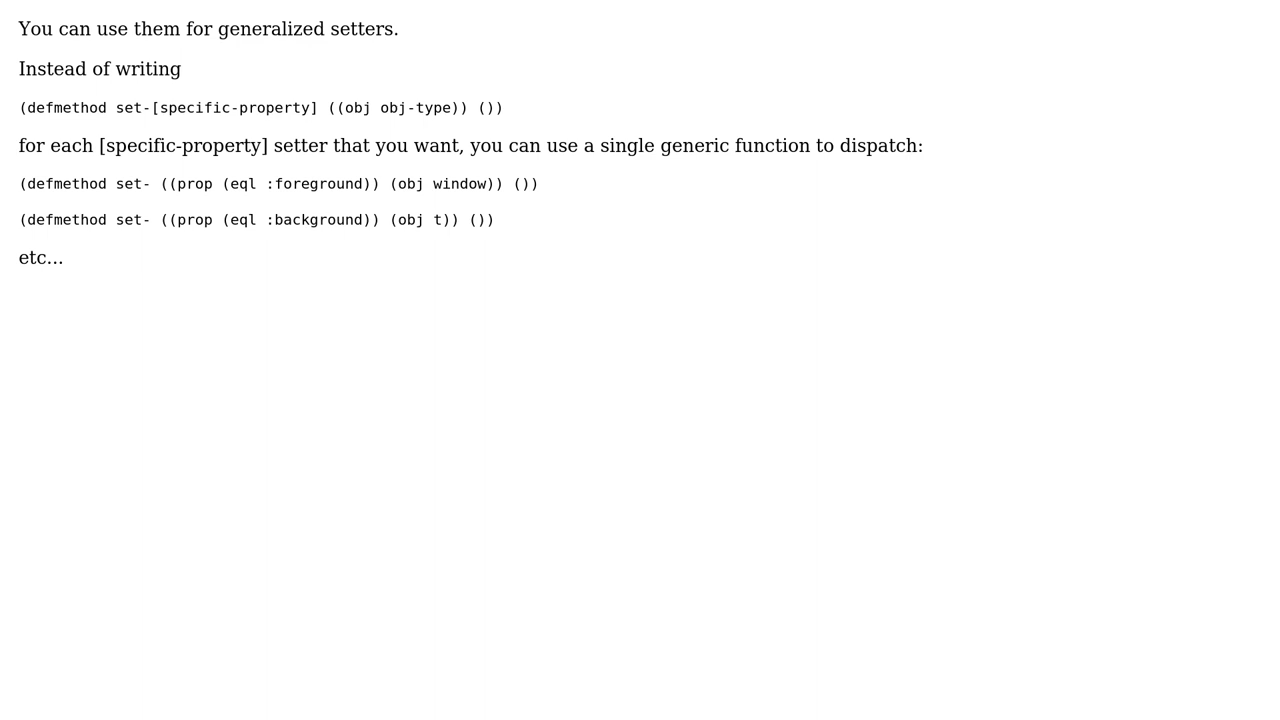 You can use them for generalized setters.
Instead of writing
(defmethod set-[specific-property] ((obj obj-type)) ())
for each [specific-property] setter that you want, you can use a single generic function to dispatch:
(defmethod set- ((prop (eql :foreground)) (obj window)) ())
(defmethod set- ((prop (eql :background)) (obj t)) ())
etc...